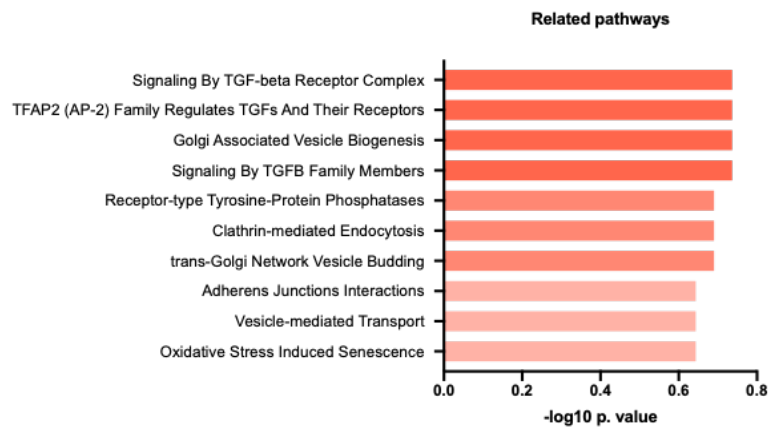 Related pathways
Signaling By TGF-beta Receptor Complex
TFAP2 (AP-2) Family Regulates TGFs And Their Receptors
Golgi Associated Vesicle Biogenesis
Signaling By TGFB Family Members
Receptor-type Tyrosine-Protein Phosphatases
Clathrin-mediated Endocytosis
trans-Golgi Network Vesicle Budding
Adherens Junctions Interactions
Vesicle-mediated Transport
Oxidative Stress Induced Senescence
0.0 0.2 0.4 0.6 0.8
-log10 p. value